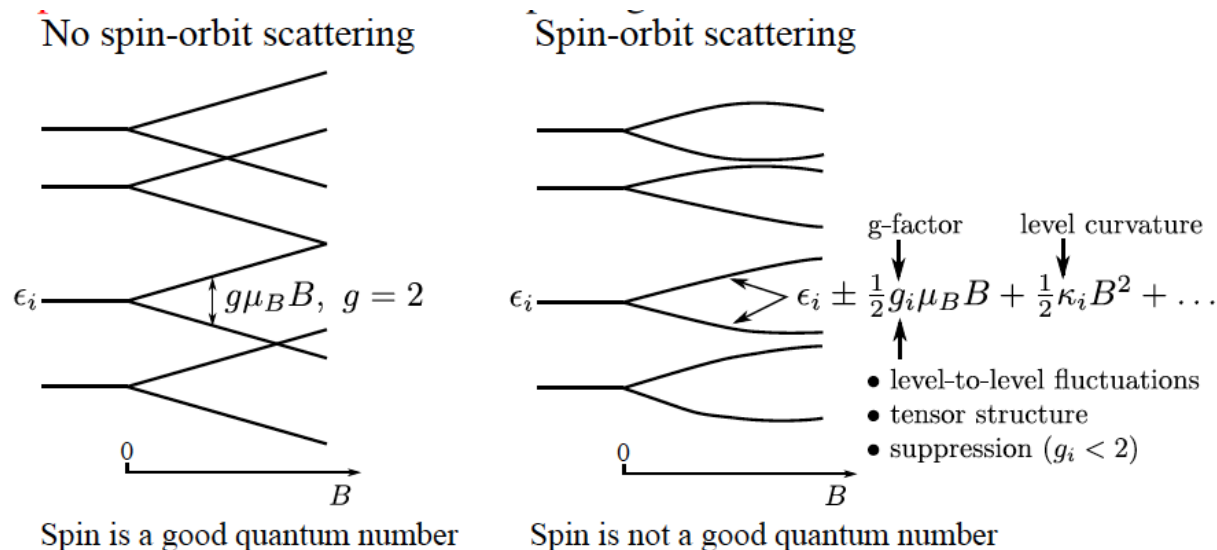 No spin-orbit scattering
Spin-orbit scattering
g-factor
level curvature
ϵᵢ
gμ_B B, g = 2
ϵᵢ
ϵᵢ ± ½gᵢμ_B B + ½κᵢB² + …
• level-to-level fluctuations
• tensor structure
• suppression (gᵢ < 2)
0
B
0
B
Spin is a good quantum number
Spin is not a good quantum number